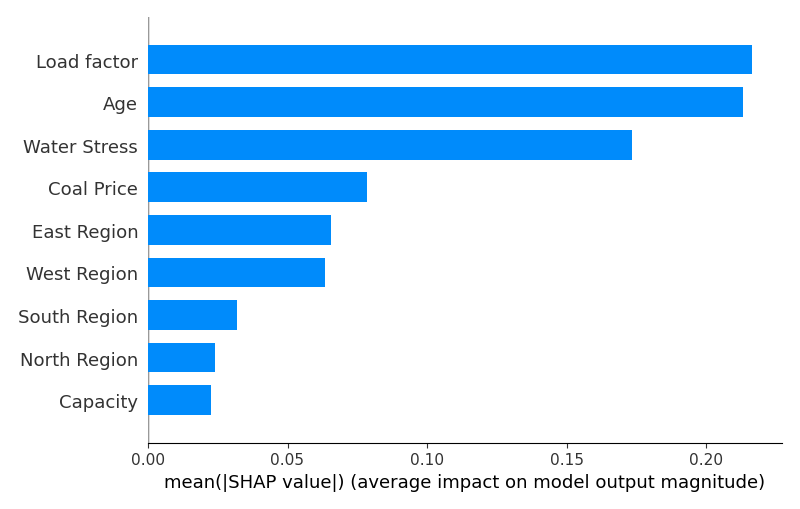 Load factor
Age
Water Stress
Coal Price
East Region
West Region
South Region
North Region
Capacity
0.00 0.05 0.10 0.15 0.20
mean(|SHAP value|) (average impact on model output magnitude)